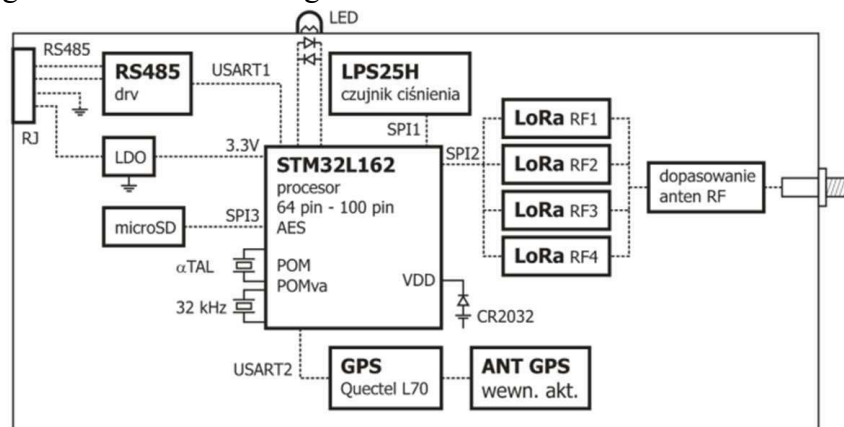 LED
RS485
RS485
drv
USART1
LPS25H
czujnik ciśnienia
RJ
LDO
3.3V
SPI1
SPI2
LoRa RF1
LoRa RF2
LoRa RF3
LoRa RF4
dopasowanie
anten RF
STM32L162
procesor
64 pin - 100 pin
AES
microSD
SPI3
αTAL
POM
POMva
VDD
32 kHz
CR2032
USART2
GPS
Quectel L70
ANT GPS
wewn. akt.